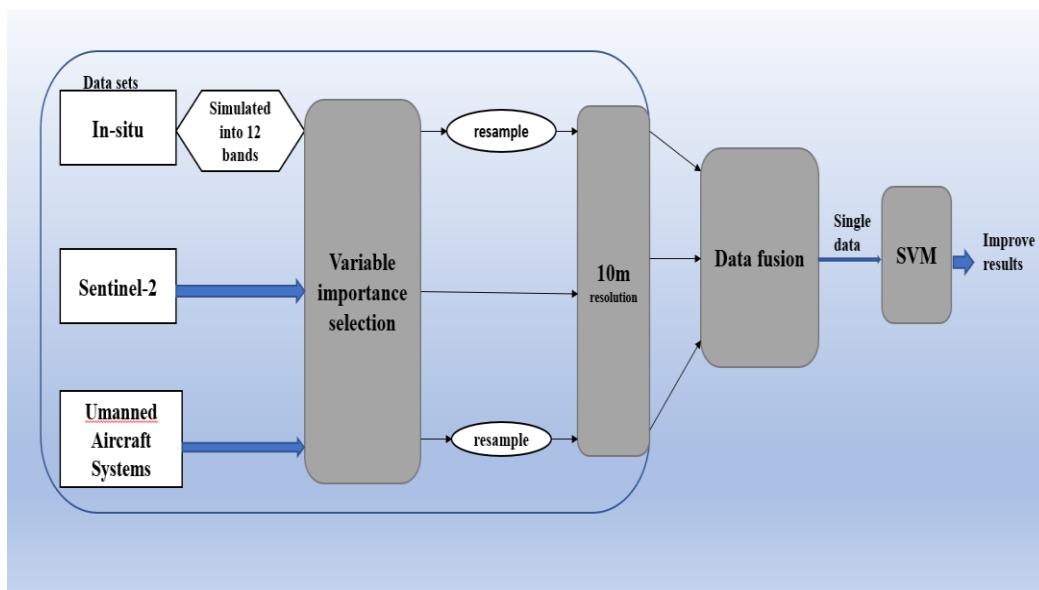 Data sets
In-situ
Simulated
into 12
bands
resample
Sentinel-2
Variable
importance
selection
10m
resolution
Data fusion
Single
data
SVM
Improve
results
Umanned
Aircraft
Systems
resample